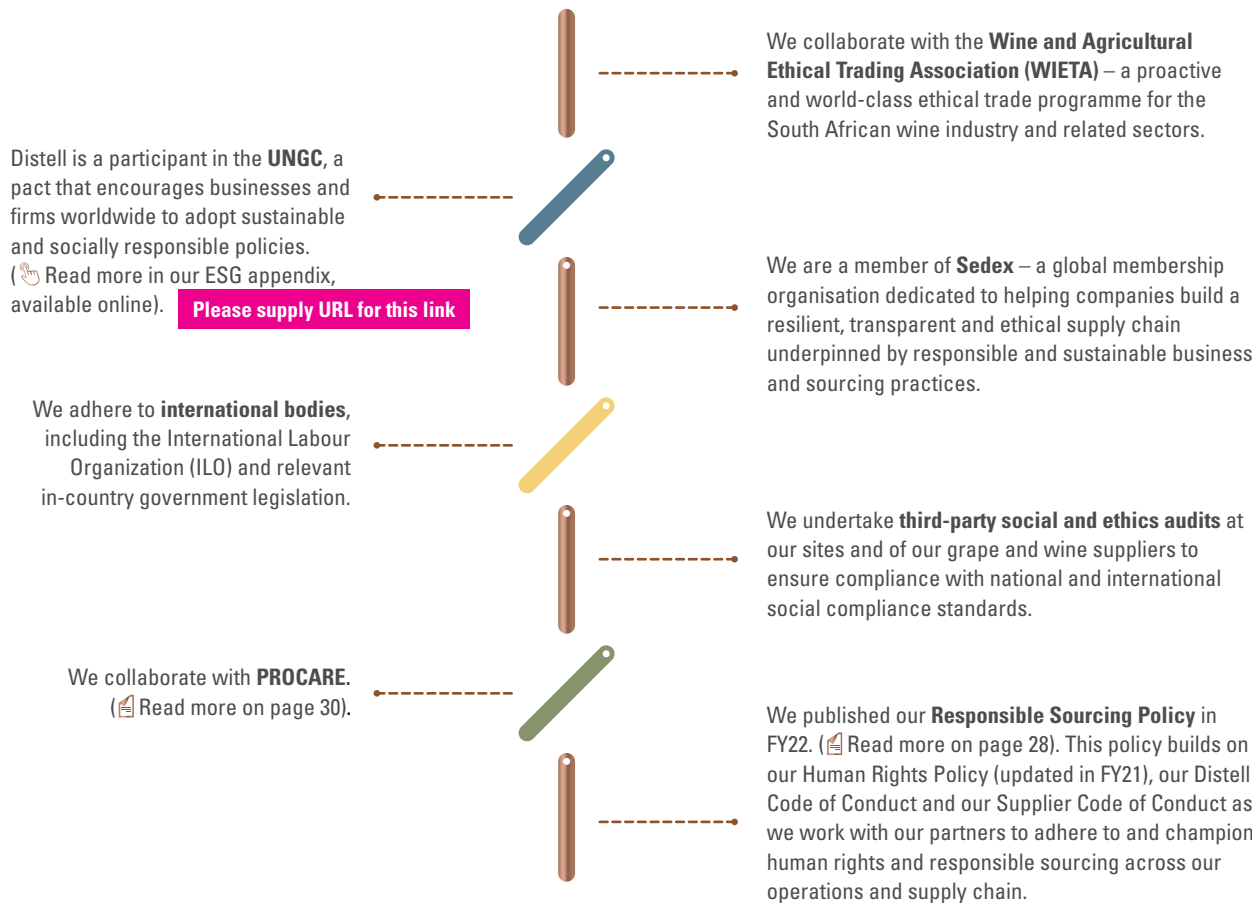 We collaborate with the Wine and Agricultural
Ethical Trading Association (WIETA) – a proactive
and world-class ethical trade programme for the
South African wine industry and related sectors.
Distell is a participant in the UNGC, a
pact that encourages businesses and
firms worldwide to adopt sustainable
and socially responsible policies.
( Read more in our ESG appendix,
available online).
Please supply URL for this link
We are a member of Sedex – a global membership
organisation dedicated to helping companies build a
resilient, transparent and ethical supply chain
underpinned by responsible and sustainable business
and sourcing practices.
We adhere to international bodies,
including the International Labour
Organization (ILO) and relevant
in-country government legislation.
We undertake third-party social and ethics audits at
our sites and of our grape and wine suppliers to
ensure compliance with national and international
social compliance standards.
We collaborate with PROCARE.
( Read more on page 30).
We published our Responsible Sourcing Policy in
FY22. ( Read more on page 28). This policy builds on
our Human Rights Policy (updated in FY21), our Distell
Code of Conduct and our Supplier Code of Conduct as
we work with our partners to adhere to and champion
human rights and responsible sourcing across our
operations and supply chain.